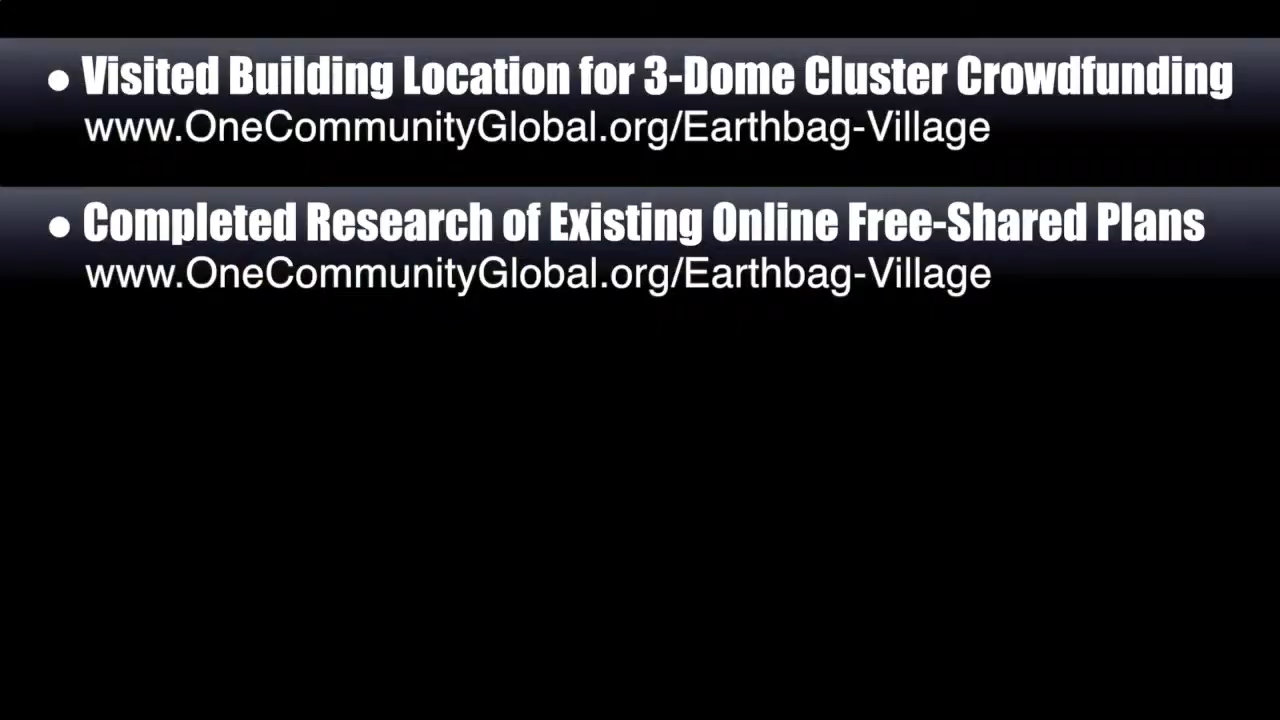 • Visited Building Location for 3-Dome Cluster Crowdfunding
www.OneCommunityGlobal.org/Earthbag-Village
• Completed Research of Existing Online Free-Shared Plans
www.OneCommunityGlobal.org/Earthbag-Village